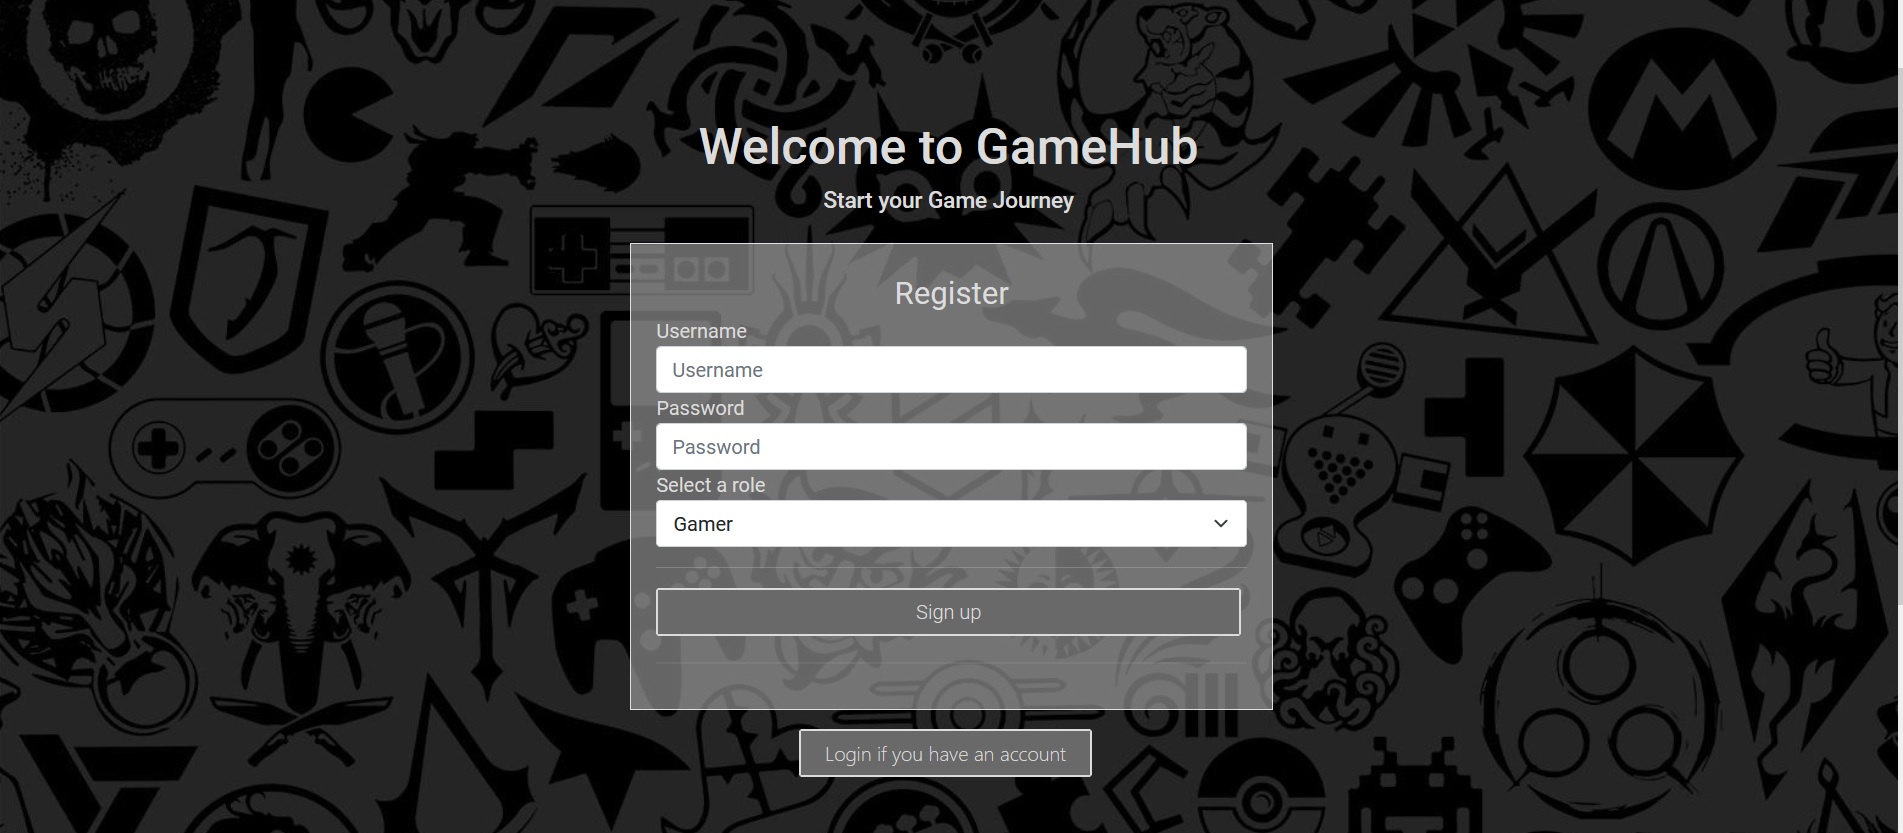 Welcome to GameHub
Start your Game Journey
Register
Username
Username
Password
Password
Select a role
Gamer
Sign up
Login if you have an account